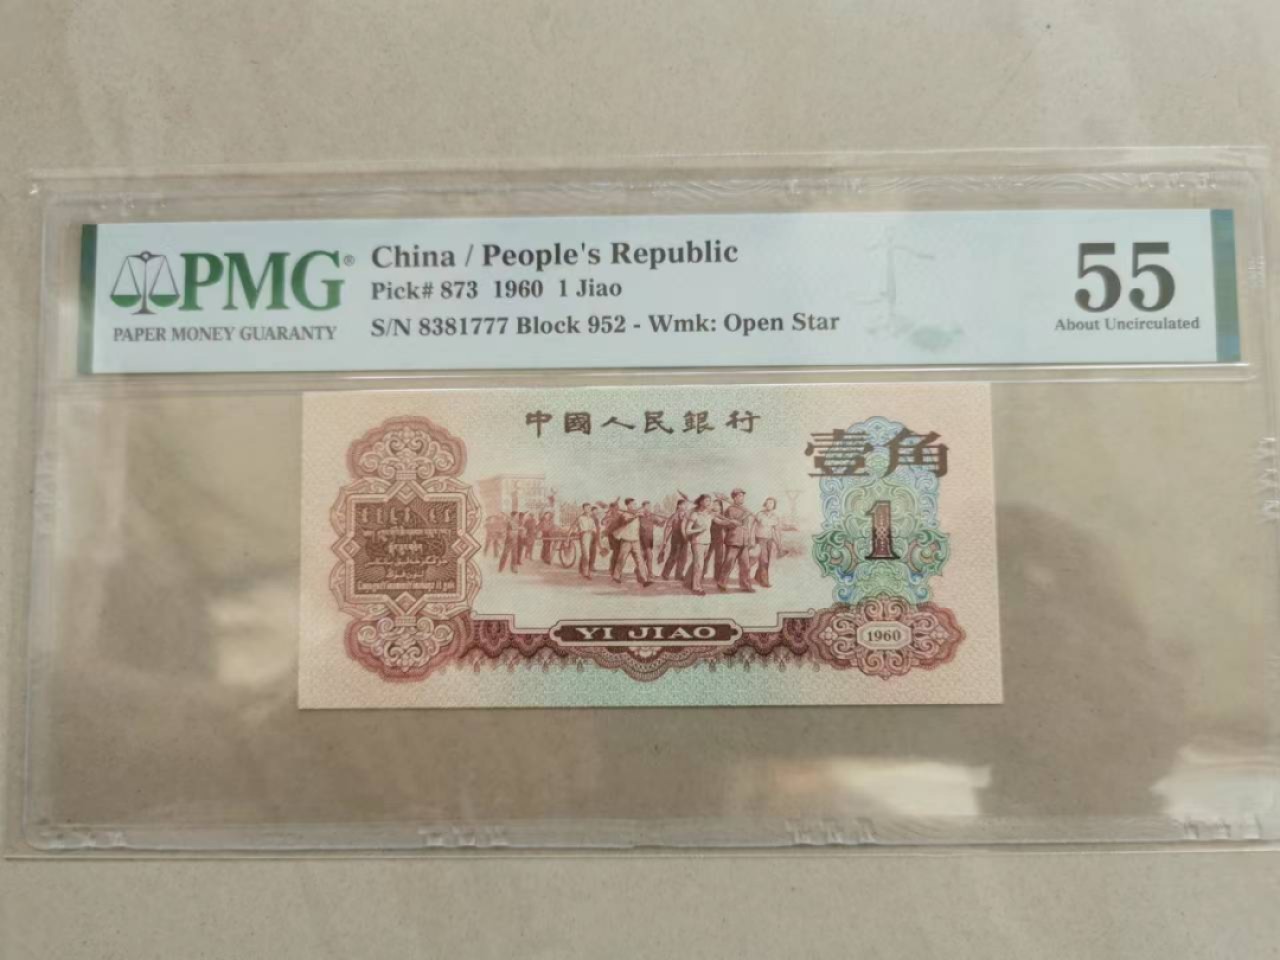 PMG®
PAPER MONEY GUARANTY
China / People's Republic
Pick# 873 1960 1 Jiao
S/N 8381777 Block 952 - Wmk: Open Star
55
About Uncirculated
中國人民銀行
壹角
1
YI JIAO
1960